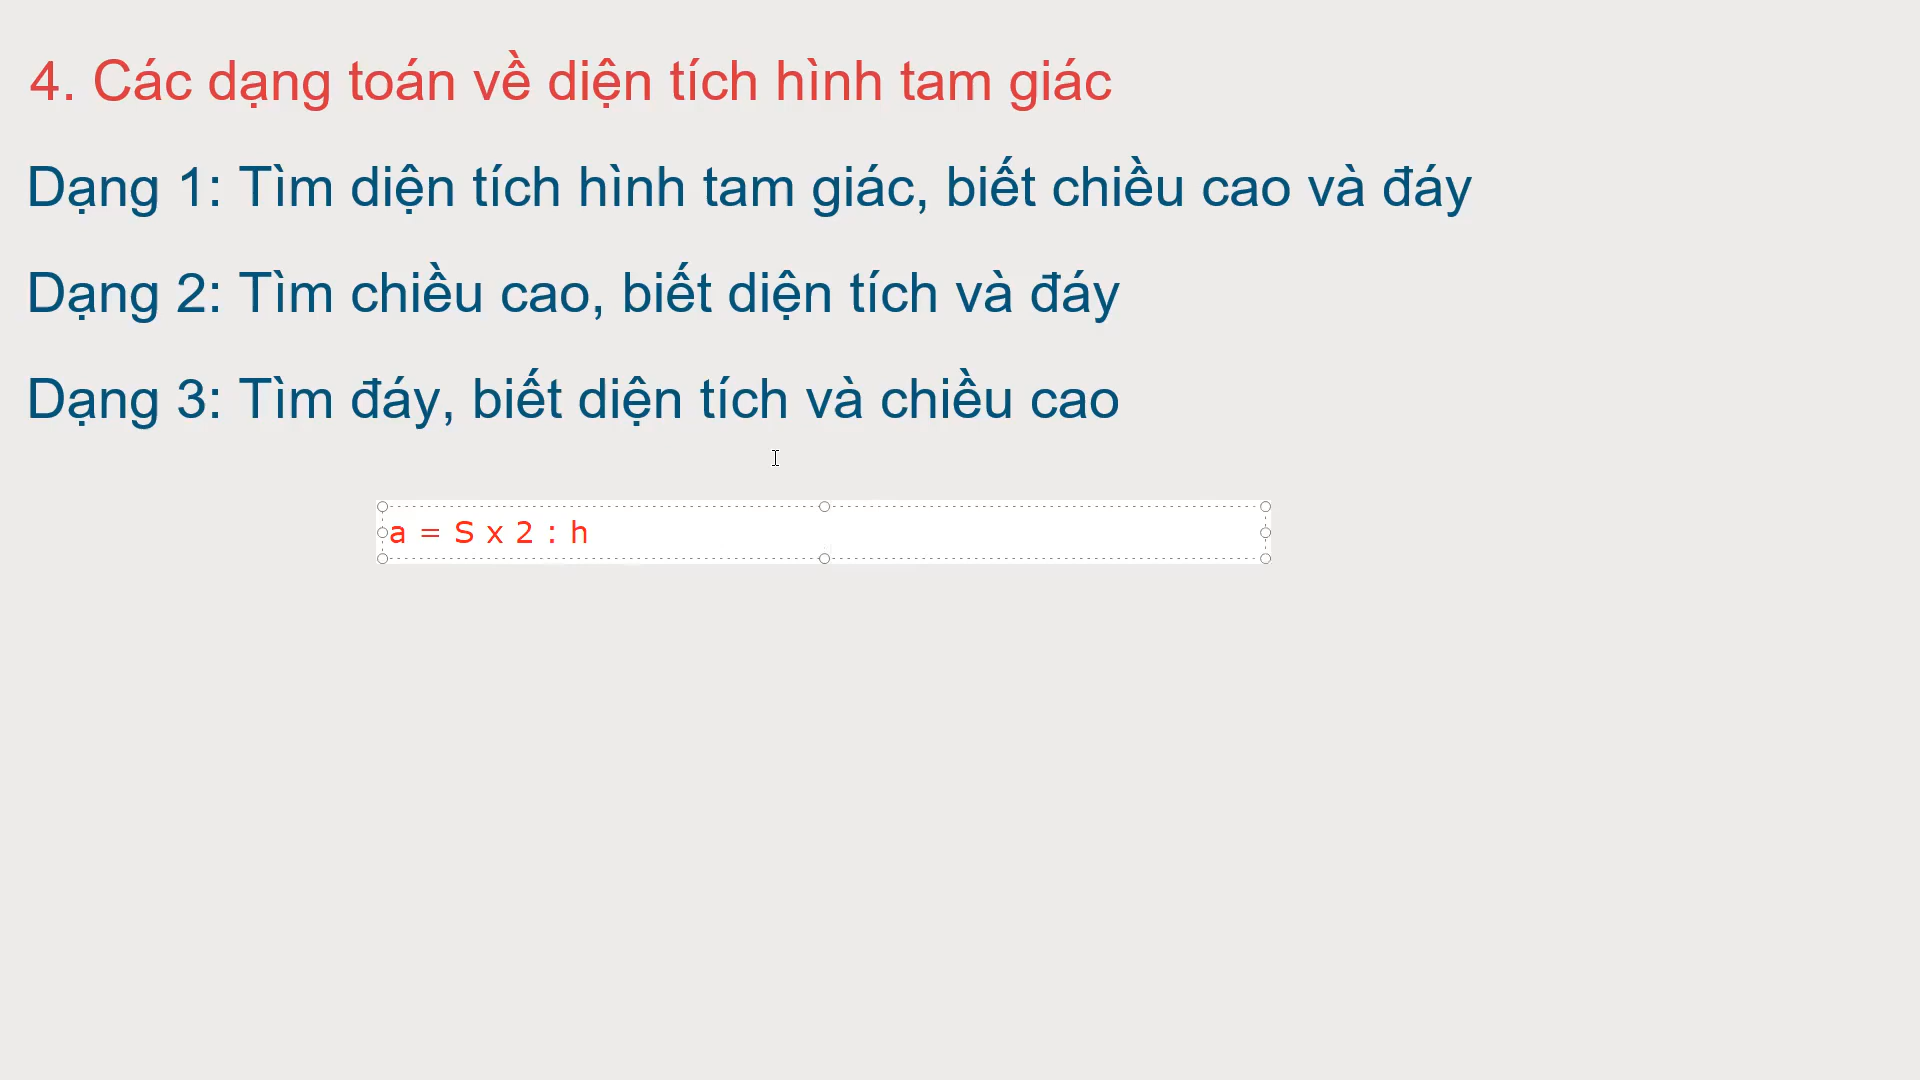 4. Các dạng toán về diện tích hình tam giác
Dạng 1: Tìm diện tích hình tam giác, biết chiều cao và đáy
Dạng 2: Tìm chiều cao, biết diện tích và đáy
Dạng 3: Tìm đáy, biết diện tích và chiều cao
a = S x 2 : h